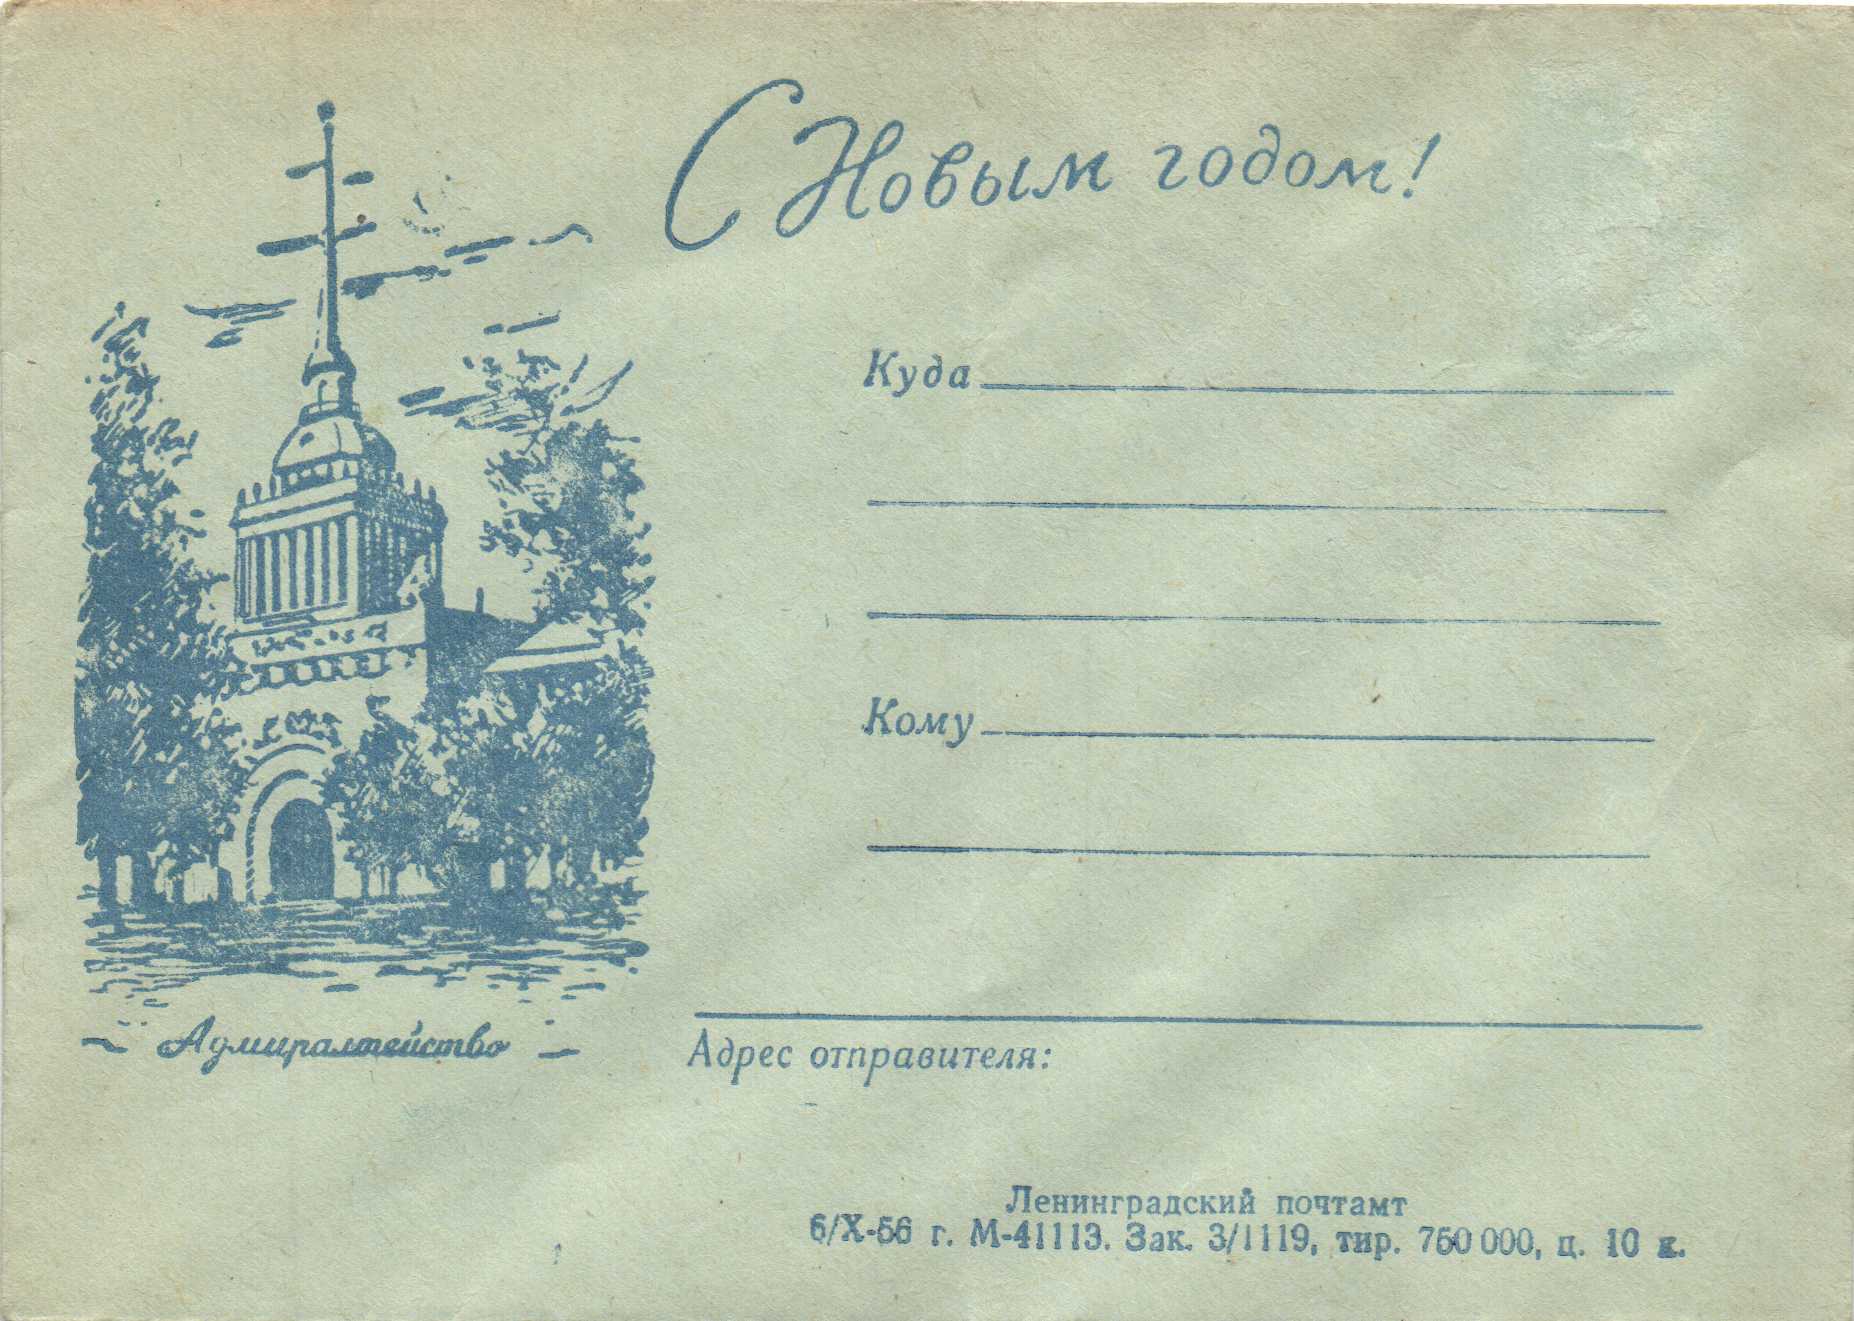 С Новым годом!
Куда
Кому
Адмиралтейство
Адрес отправителя:
Ленинградский почтамт
6/X-56 г. М-41113. Зак. 3/1119, тир. 750 000, ц. 10 к.